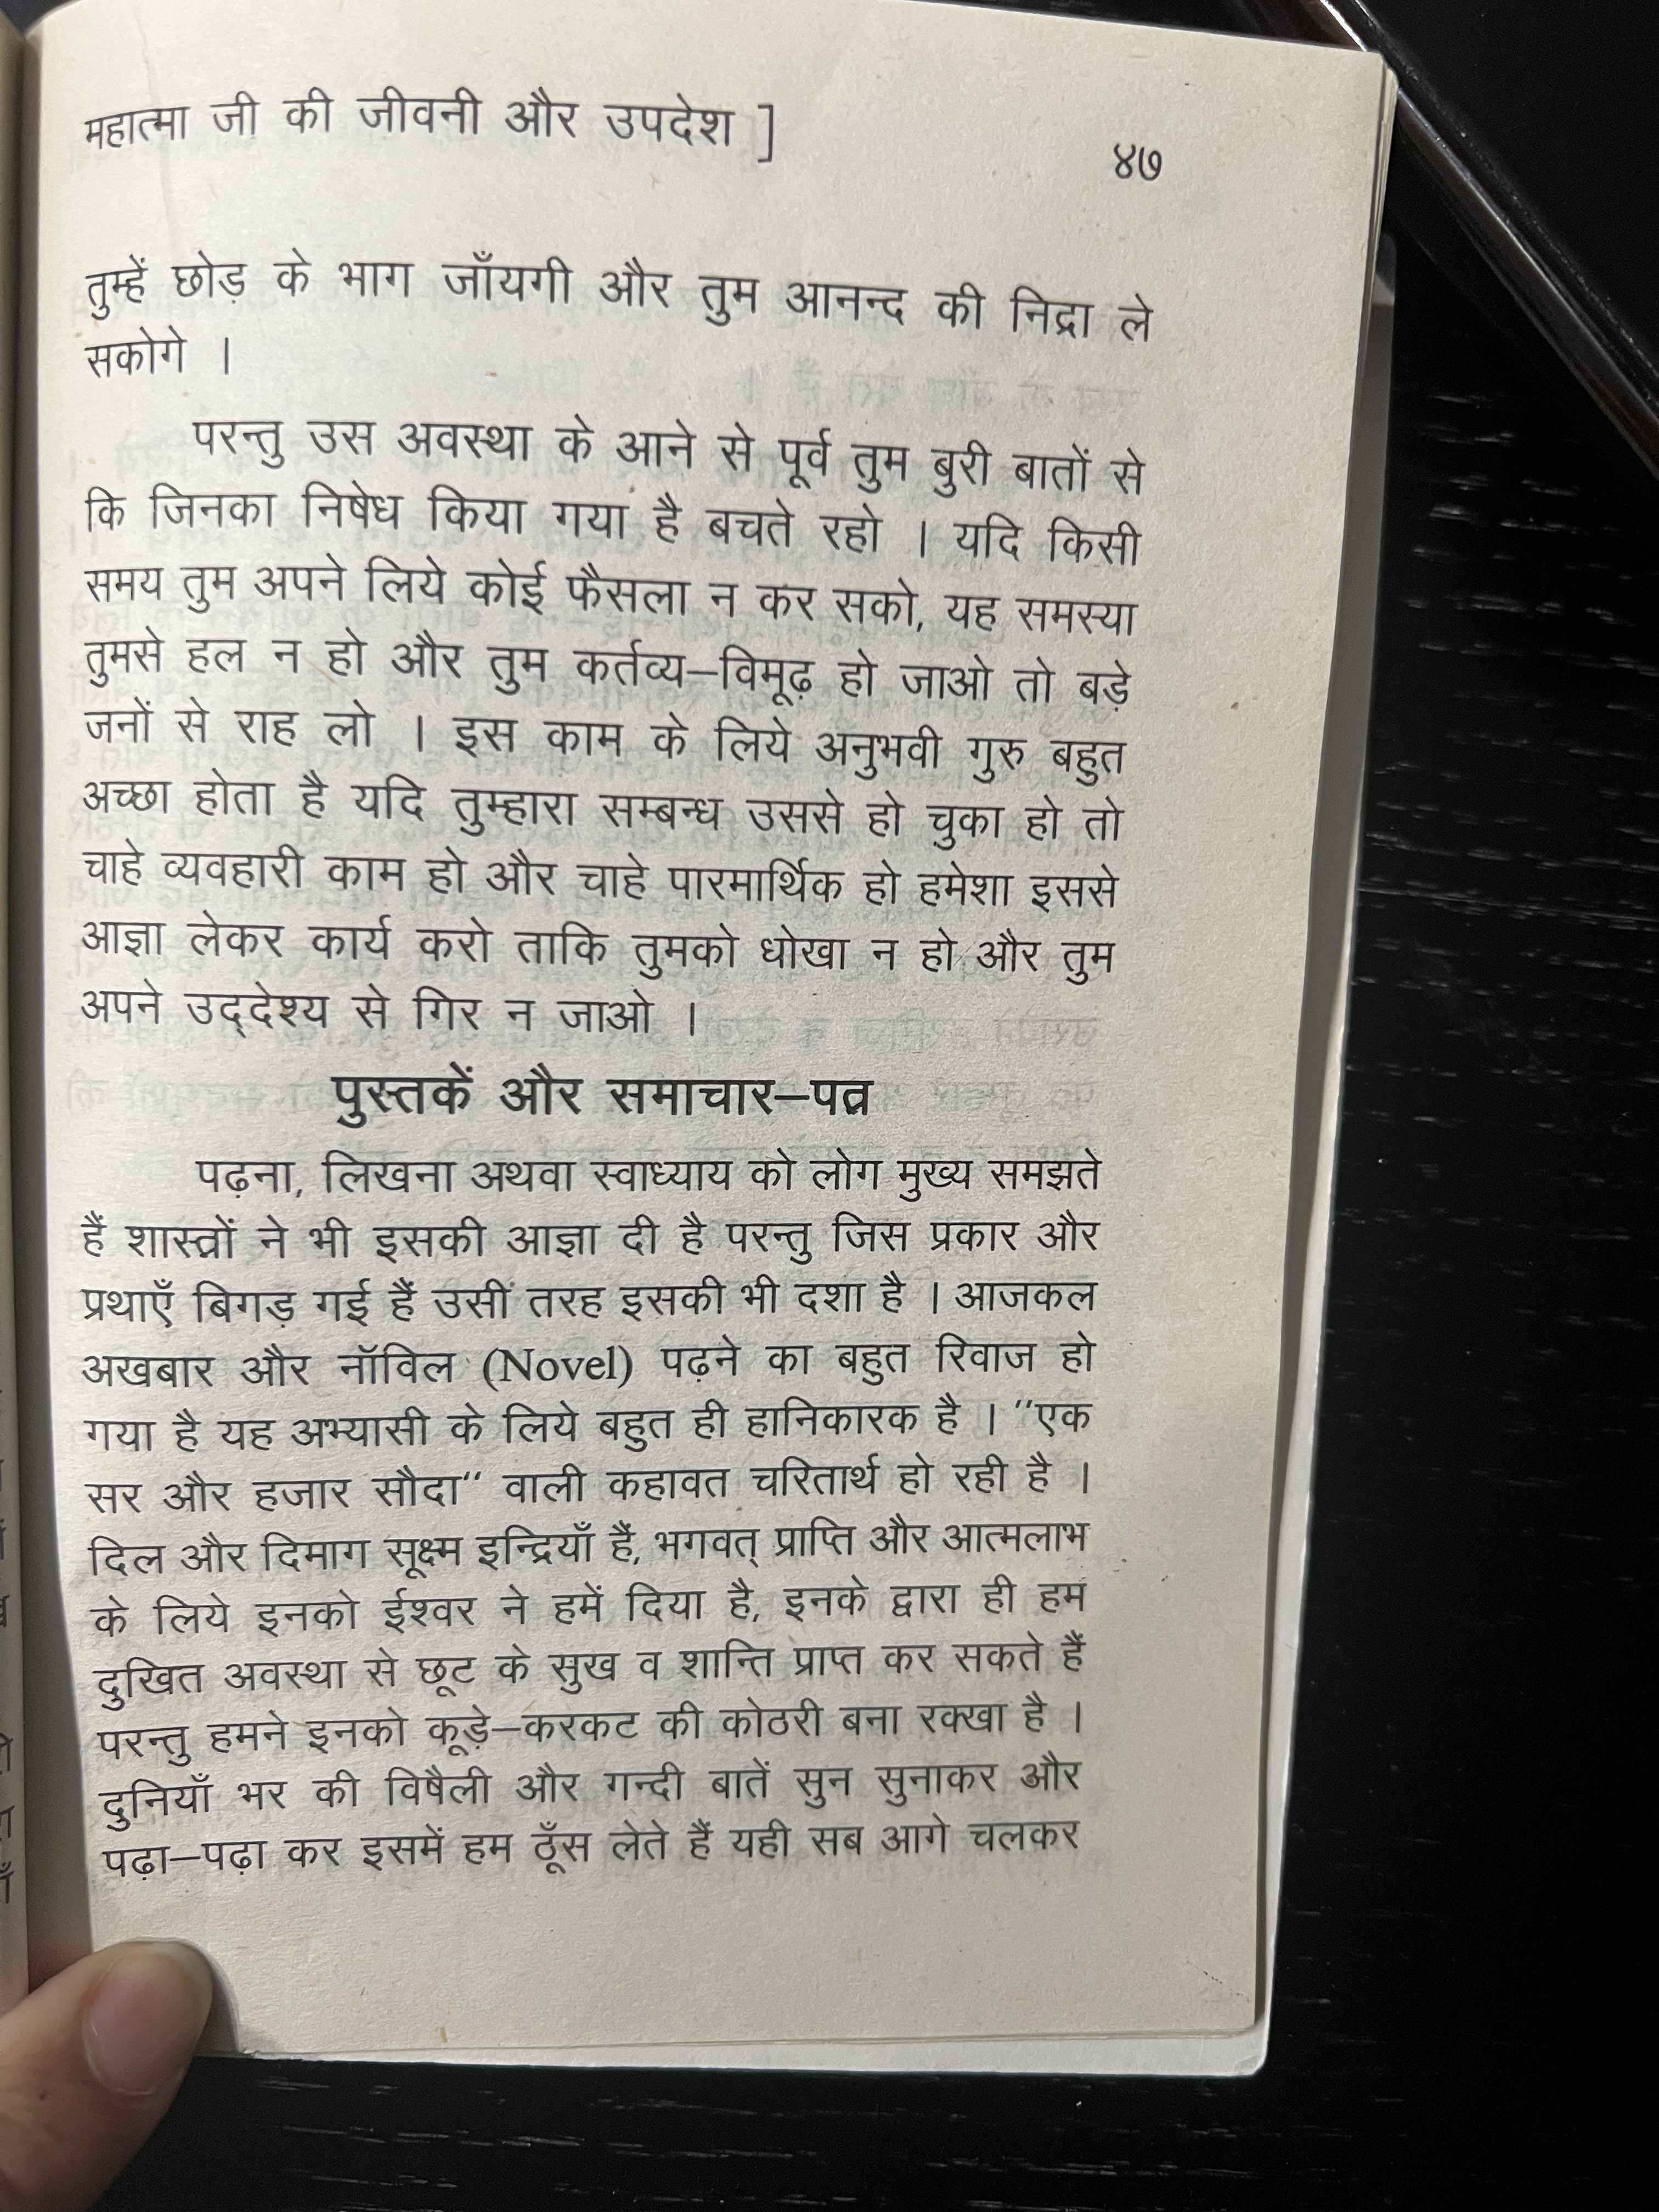 महात्मा जी की जीवनी और उपदेश ]
४७
तुम्हें छोड़ के भाग जाँयगी और तुम आनन्द की निद्रा ले
सकोगे ।
परन्तु उस अवस्था के आने से पूर्व तुम बुरी बातों से
कि जिनका निषेध किया गया है बचते रहो । यदि किसी
समय तुम अपने लिये कोई फैसला न कर सको, यह समस्या
तुमसे हल न हो और तुम कर्तव्य–विमूढ़ हो जाओ तो बड़े
जनों से राह लो । इस काम के लिये अनुभवी गुरु बहुत
अच्छा होता है यदि तुम्हारा सम्बन्ध उससे हो चुका हो तो
चाहे व्यवहारी काम हो और चाहे पारमार्थिक हो हमेशा इससे
आज्ञा लेकर कार्य करो ताकि तुमको धोखा न हो और तुम
अपने उद्‌देश्य से गिर न जाओ ।
पुस्तकें और समाचार–पत्र
पढ़ना, लिखना अथवा स्वाध्याय को लोग मुख्य समझते
हैं शास्त्रों ने भी इसकी आज्ञा दी है परन्तु जिस प्रकार और
प्रथाएँ बिगड़ गई हैं उसी तरह इसकी भी दशा है । आजकल
अखबार और नॉविल (Novel) पढ़ने का बहुत रिवाज हो
गया है यह अभ्यासी के लिये बहुत ही हानिकारक है । ''एक
सर और हजार सौदा'' वाली कहावत चरितार्थ हो रही है ।
दिल और दिमाग सूक्ष्म इन्द्रियाँ हैं, भगवत् प्राप्ति और आत्मलाभ
के लिये इनको ईश्वर ने हमें दिया है, इनके द्वारा ही हम
दुखित अवस्था से छूट के सुख व शान्ति प्राप्त कर सकते हैं
परन्तु हमने इनको कूड़े–करकट की कोठरी बना रक्खा है ।
दुनियाँ भर की विषैली और गन्दी बातें सुन सुनाकर और
पढ़ा–पढ़ा कर इसमें हम ठूँस लेते हैं यही सब आगे चलकर